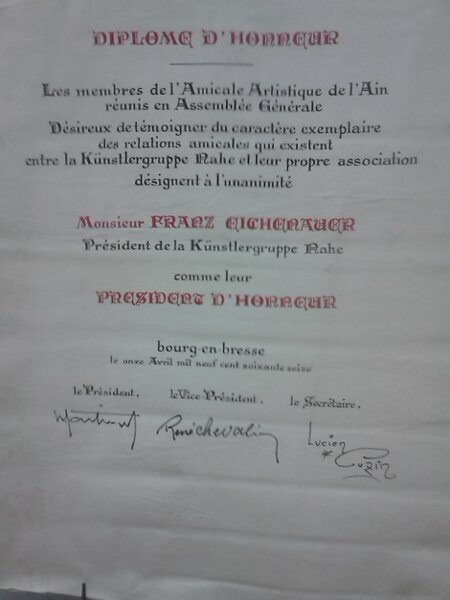 DIPLOME D'HONNEUR
Les membres de l'Amicale Artistique de l'Ain
réunis en Assemblée Générale
Désireux de témoigner du caractère exemplaire
des relations amicales qui existent
entre la Künstlergruppe Nahe et leur propre association
désignent à l'unanimité
Monsieur FRANZ EICHENAUER
Président de la Künstlergruppe Nahe
comme leur
PRESIDENT D'HONNEUR
bourg-en-bresse
le onze Avril mil neuf cent soixante seize
le Président. le Vice-Président. le Secrétaire.
René chevalin Lucien